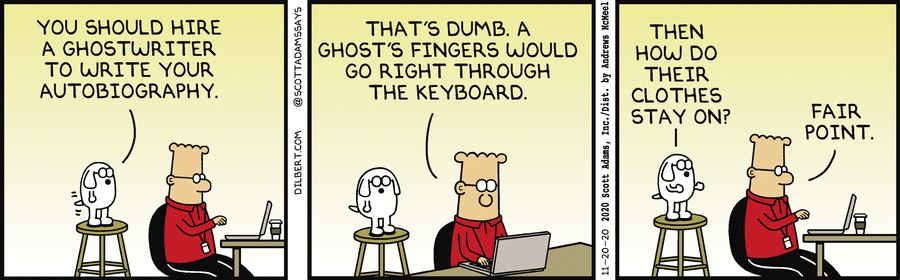 YOU SHOULD HIRE
A GHOSTWRITER
TO WRITE YOUR
AUTOBIOGRAPHY.
DILBERT.COM @SCOTTADAMSSAYS
THAT'S DUMB. A
GHOST'S FINGERS WOULD
GO RIGHT THROUGH
THE KEYBOARD.
11-20-20 2020 Scott Adams, Inc./Dist. by Andrews McMeel
THEN
HOW DO
THEIR
CLOTHES
STAY ON?
FAIR
POINT.